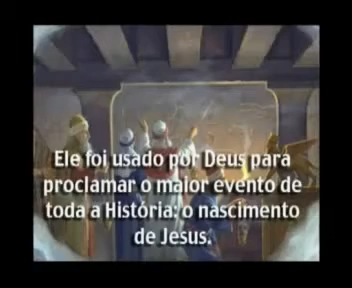 Ele foi usado por Deus para
proclamar o maior evento de
toda a História: o nascimento
de Jesus.